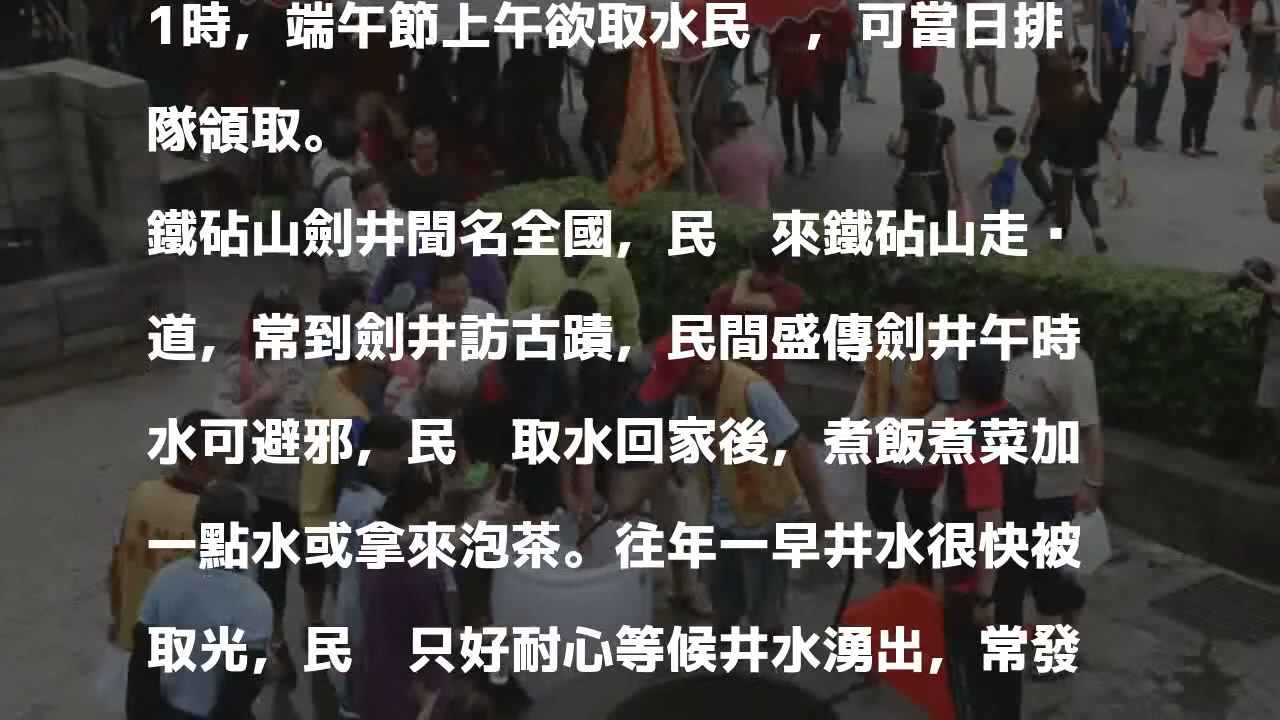 1時，端午節上午欲取水民　，可當日排
隊領取。
鐵砧山劍井聞名全國，民　來鐵砧山走·
道，常到劍井訪古蹟，民間盛傳劍井午時
水可避邪，民　取水回家後，煮飯煮菜加
一點水或拿來泡茶。往年一早井水很快被
取光，民　只好耐心等候井水湧出，常發